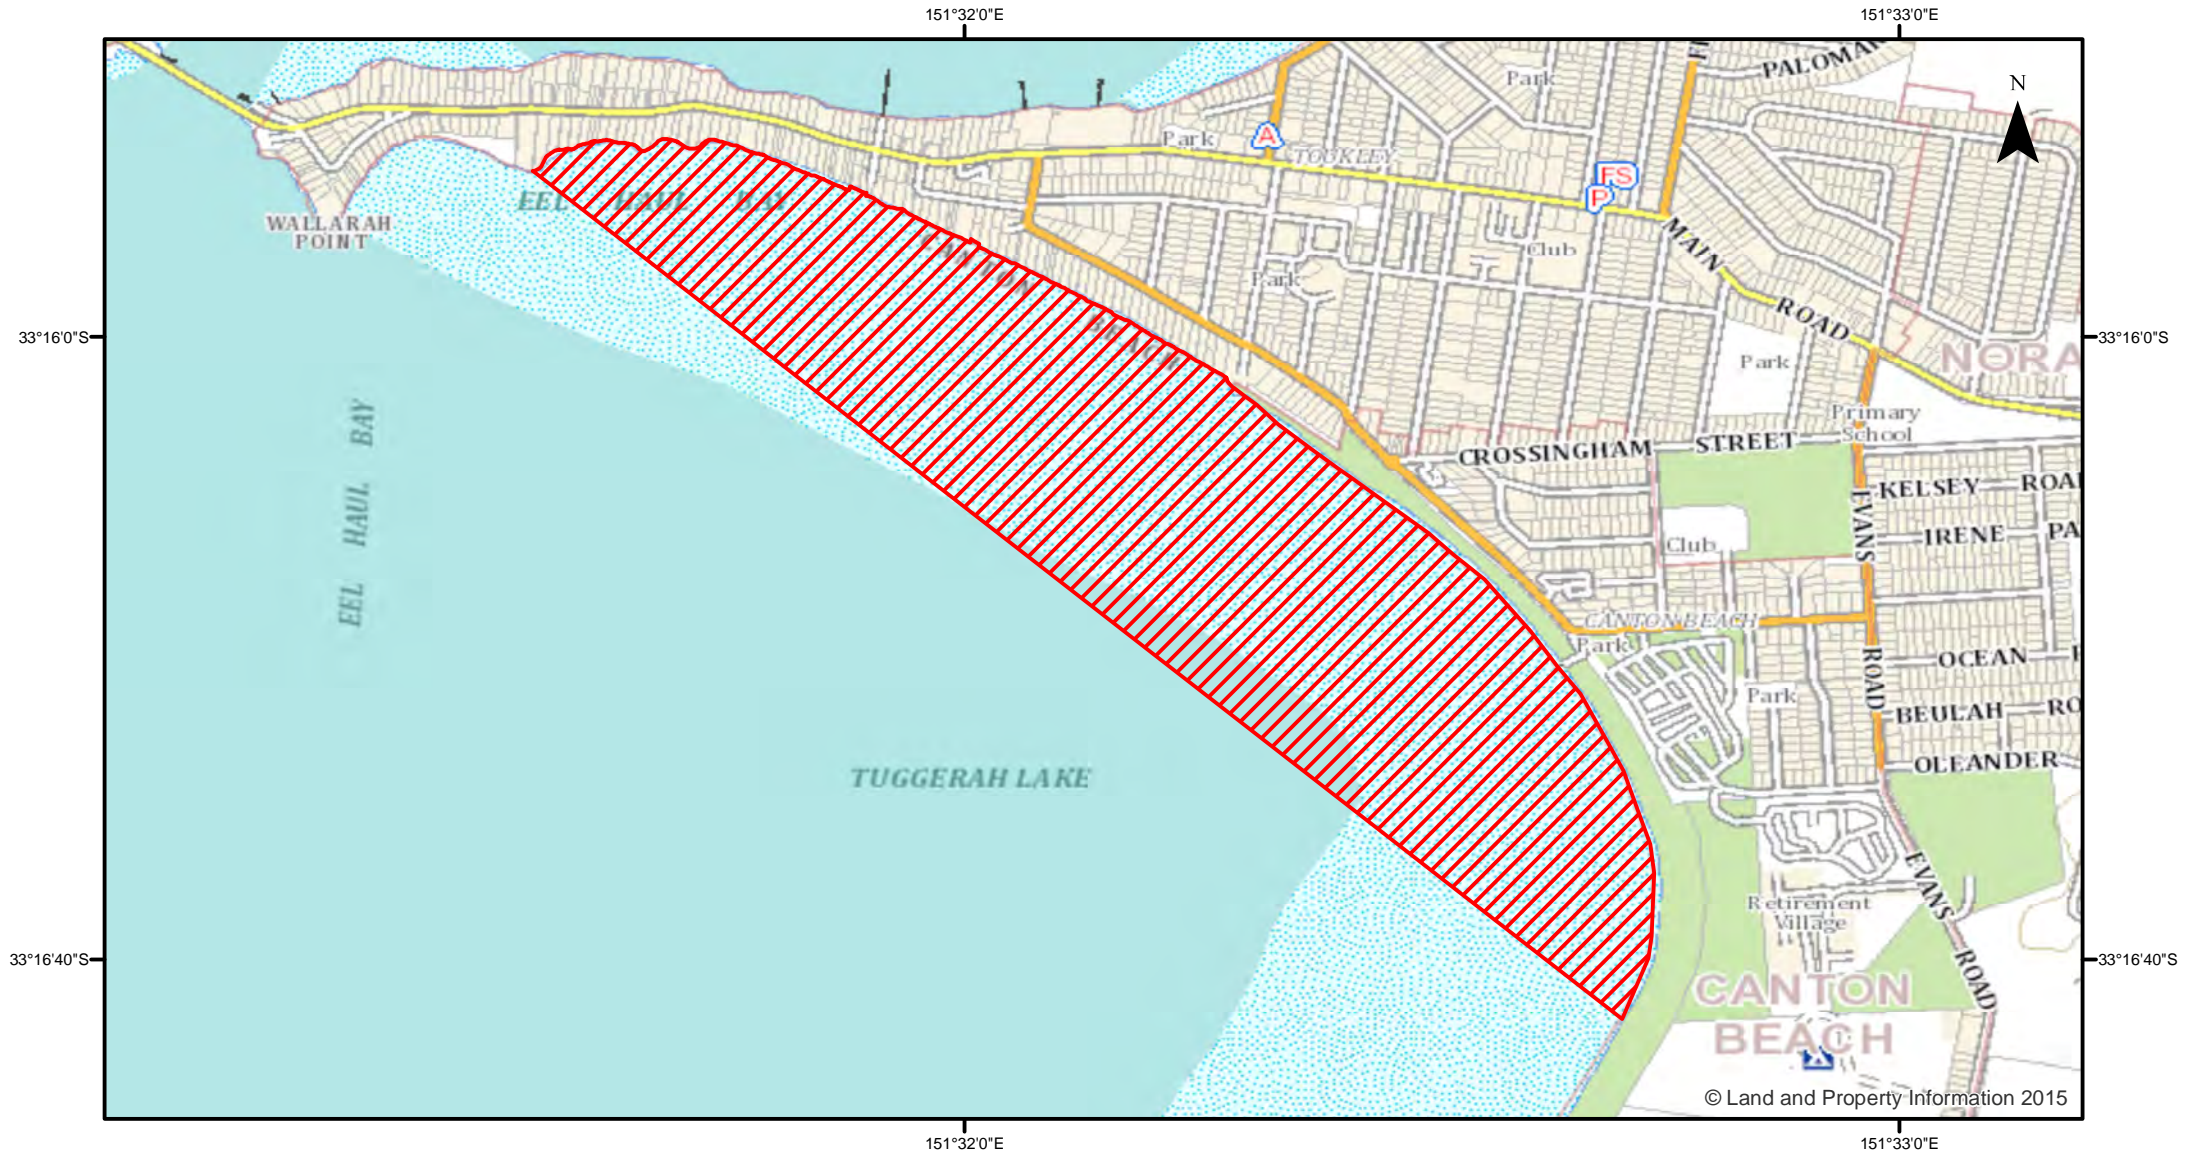 151°32'0"E
151°33'0"E
PALOMAR
N
Park
A
Park
TOUKLEY
FS
P
EEL HAUL BAY
WALLARAH
POINT
MAIN ROAD
Club
CANTON BEACH
Park
33°16'0"S
33°16'0"S
NORA
Park
Primary
School
CROSSINGHAM STREET
EEL HAUL BAY
KELSEY ROAD
EVANS ROAD
IRENE PA
Club
CANTON BEACH
Park
OCEAN
Park
BEULAH RO
TUGGERAH LAKE
OLEANDER
EVANS ROAD
Retirement
Village
33°16'40"S
33°16'40"S
CANTON
BEACH
© Land and Property Information 2015
151°32'0"E
151°33'0"E